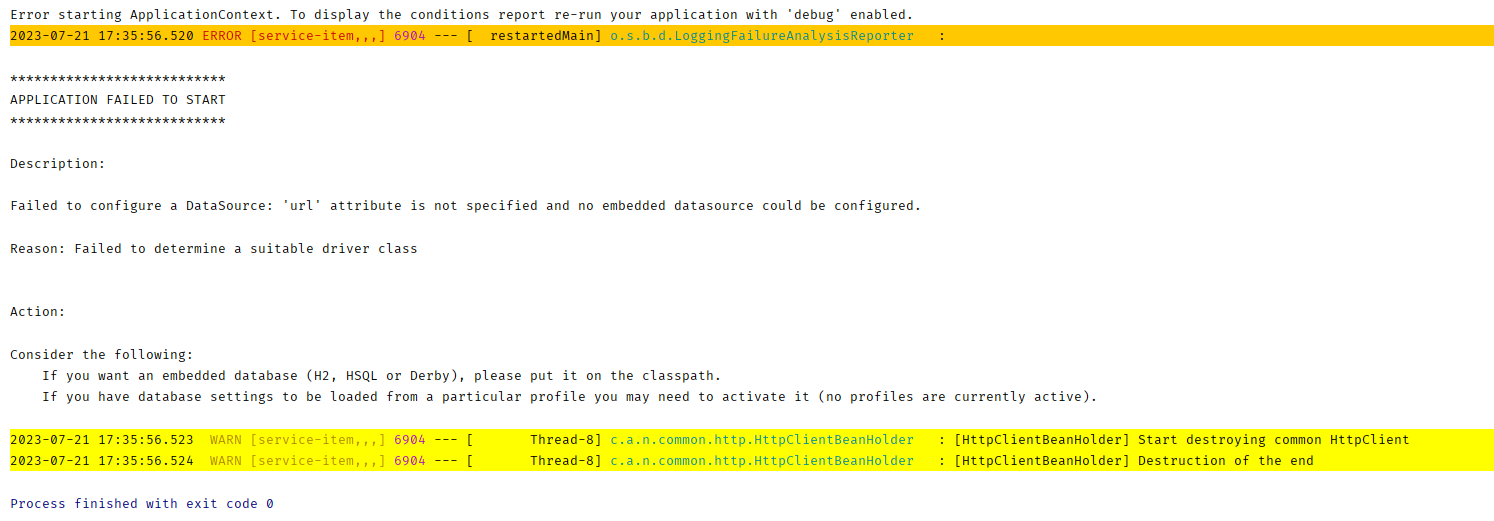 Error starting ApplicationContext. To display the conditions report re-run your application with 'debug' enabled.
2023-07-21 17:35:56.520 ERROR [service-item,,,] 6904 --- [  restartedMain] o.s.b.d.LoggingFailureAnalysisReporter   :
***************************
APPLICATION FAILED TO START
***************************
Description:
Failed to configure a DataSource: 'url' attribute is not specified and no embedded datasource could be configured.
Reason: Failed to determine a suitable driver class
Action:
Consider the following:
    If you want an embedded database (H2, HSQL or Derby), please put it on the classpath.
    If you have database settings to be loaded from a particular profile you may need to activate it (no profiles are currently active).
2023-07-21 17:35:56.523  WARN [service-item,,,] 6904 --- [       Thread-8] c.a.n.common.http.HttpClientBeanHolder   : [HttpClientBeanHolder] Start destroying common HttpClient
2023-07-21 17:35:56.524  WARN [service-item,,,] 6904 --- [       Thread-8] c.a.n.common.http.HttpClientBeanHolder   : [HttpClientBeanHolder] Destruction of the end
Process finished with exit code 0